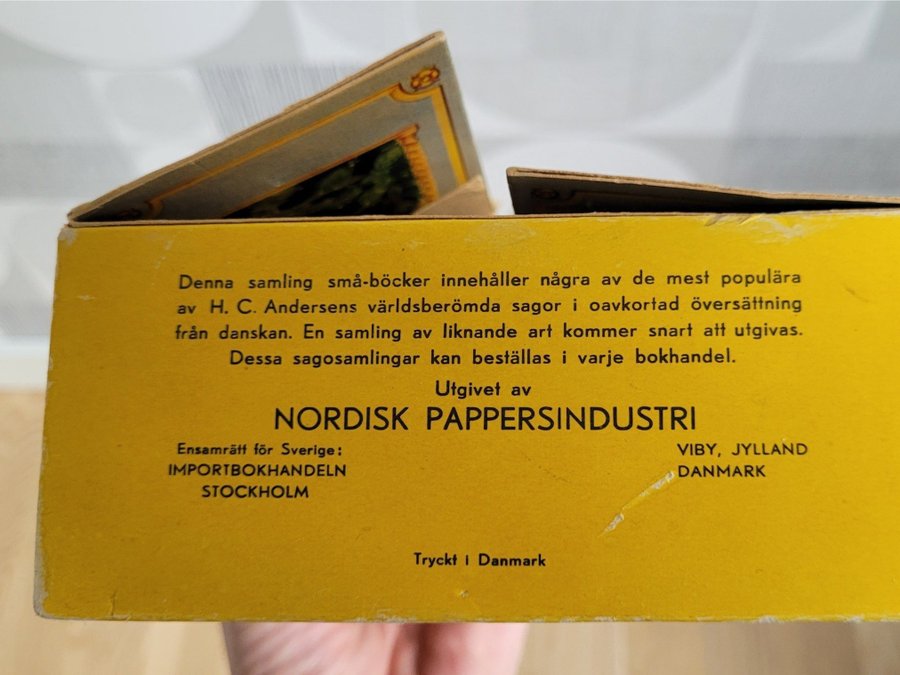 Denna samling små-böcker innehåller några av de mest populära
av H. C. Andersens världsberömda sagor i oavkortad översättning
från danskan. En samling av liknande art kommer snart att utgivas.
Dessa sagosamlingar kan beställas i varje bokhandel.
Utgivet av
NORDISK PAPPERSINDUSTRI
Ensamrätt för Sverige:
IMPORTBOKHANDELN
STOCKHOLM
VIBY, JYLLAND
DANMARK
Tryckt i Danmark